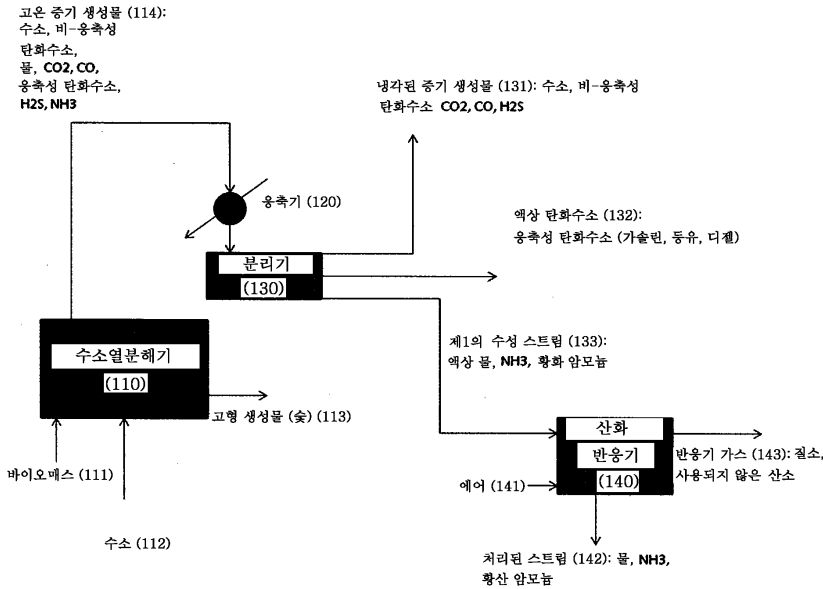 고온 증기 생성물 (114):
수소, 비-응축성
탄화수소,
물, CO2, CO,
응축성 탄화수소,
H2S, NH3
냉각된 증기 생성물 (131): 수소, 비-응축성
탄화수소 CO2, CO, H2S
응축기 (120)
액상 탄화수소 (132):
응축성 탄화수소 (가솔린, 등유, 디젤)
분리기
(130)
제1의 수성 스트림 (133):
액상 물, NH3, 황화 암모늄
수소열분해기
(110)
고형 생성물 (숯) (113)
산화
반응기
(140)
반응기 가스 (143): 질소,
사용되지 않은 산소
바이오매스 (111)
에어 (141)
수소 (112)
처리된 스트림 (142): 물, NH3,
황산 암모늄